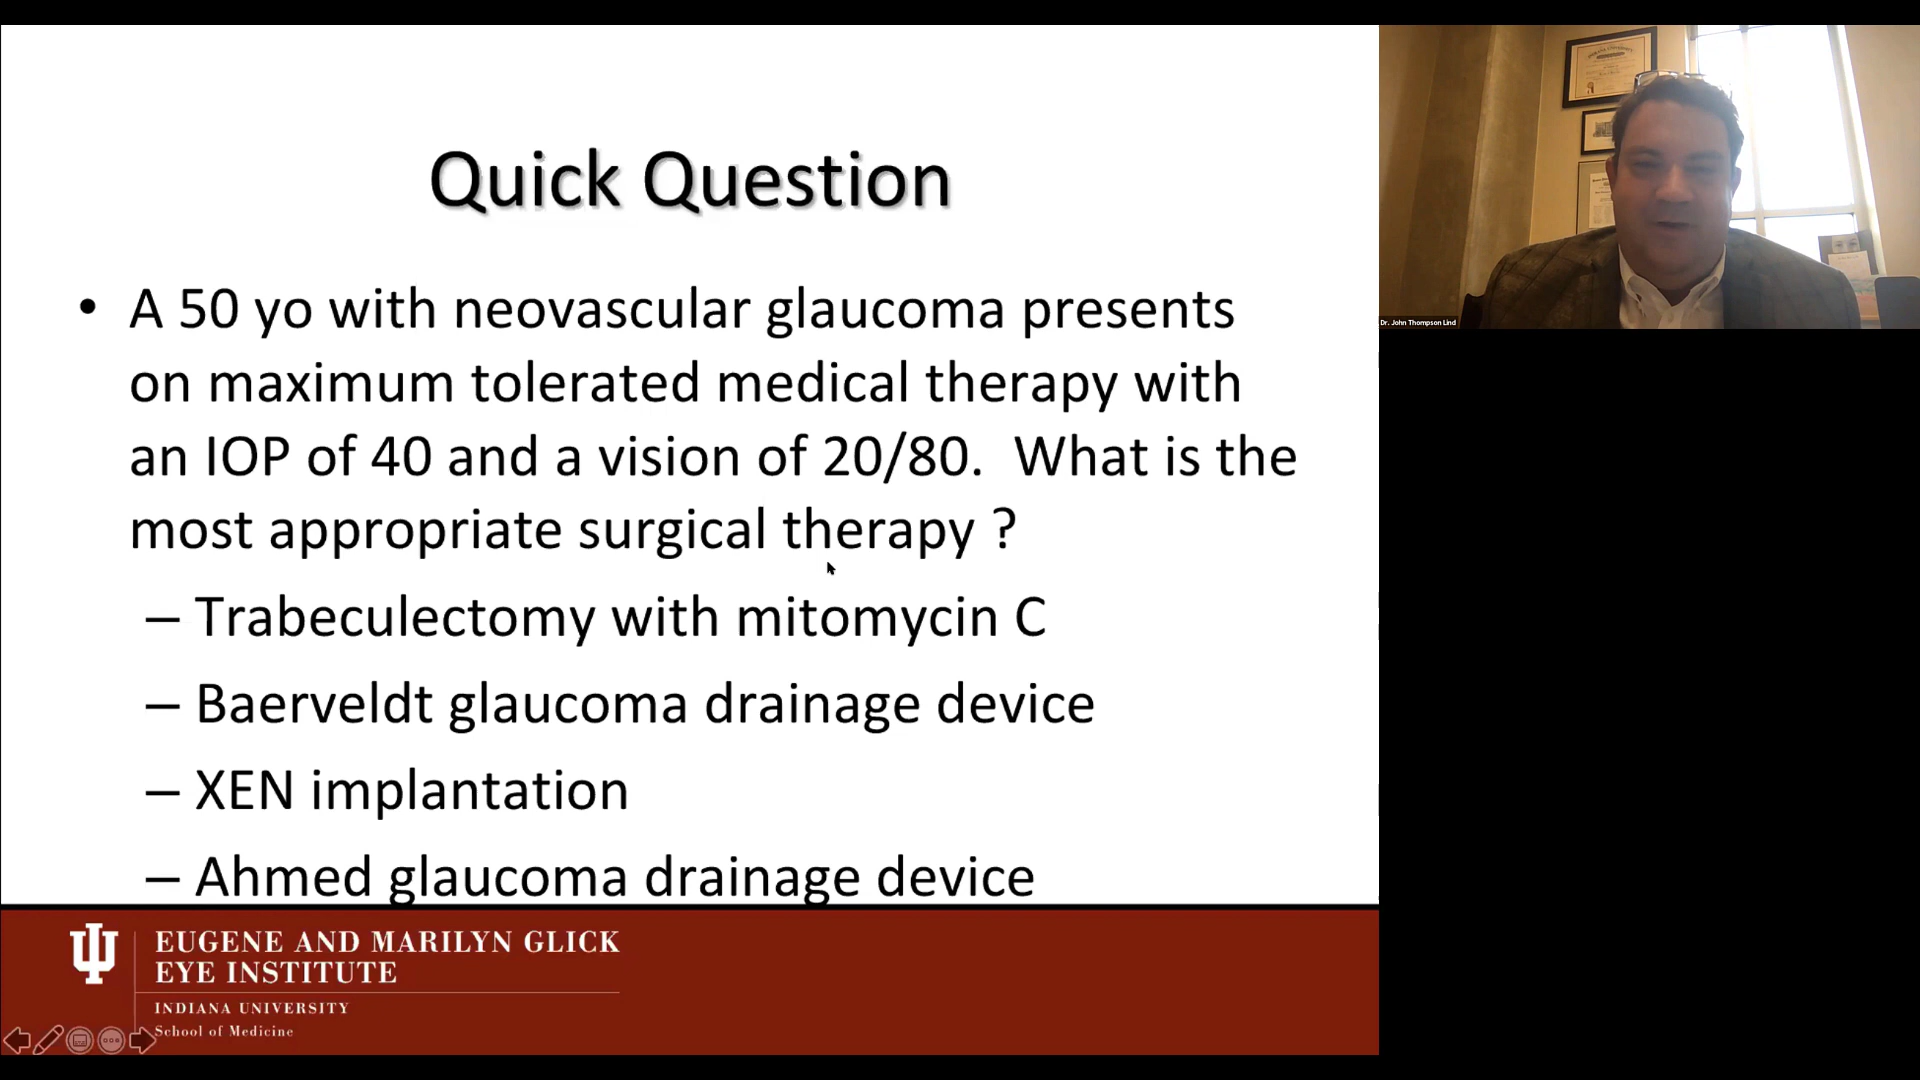 Quick Question
• A 50 yo with neovascular glaucoma presents
on maximum tolerated medical therapy with
an IOP of 40 and a vision of 20/80.  What is the
most appropriate surgical therapy ?
– Trabeculectomy with mitomycin C
– Baerveldt glaucoma drainage device
– XEN implantation
– Ahmed glaucoma drainage device
EUGENE AND MARILYN GLICK
EYE INSTITUTE
INDIANA UNIVERSITY
School of Medicine
Dr. John Thompson Lind